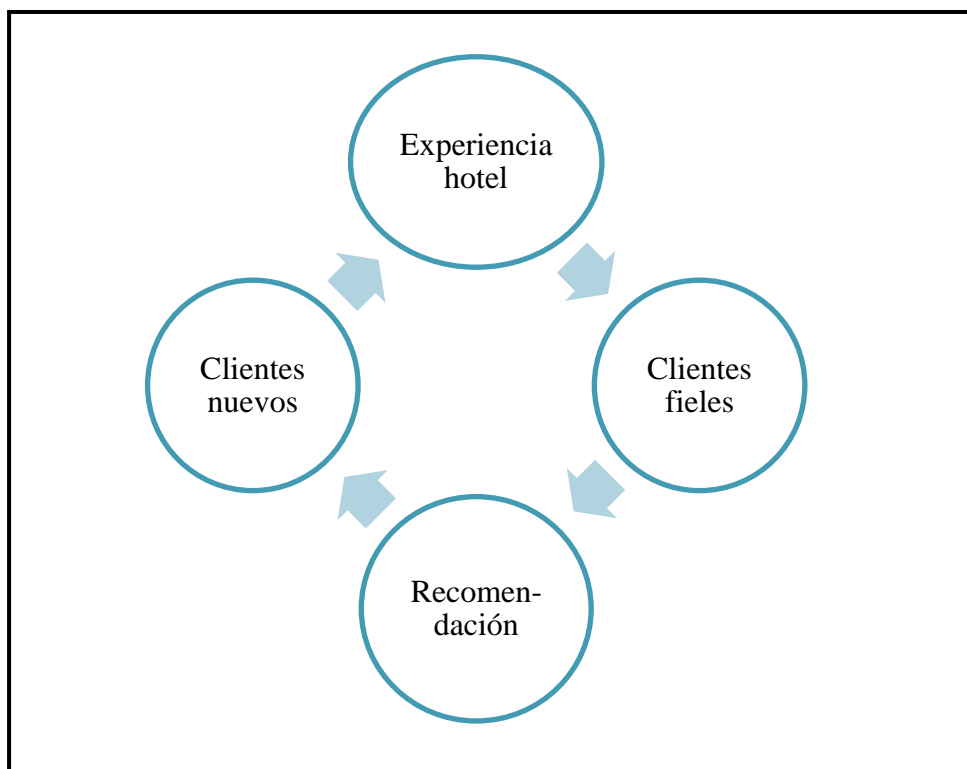 Experiencia
hotel
Clientes
nuevos
Clientes
fieles
Recomen-
dación